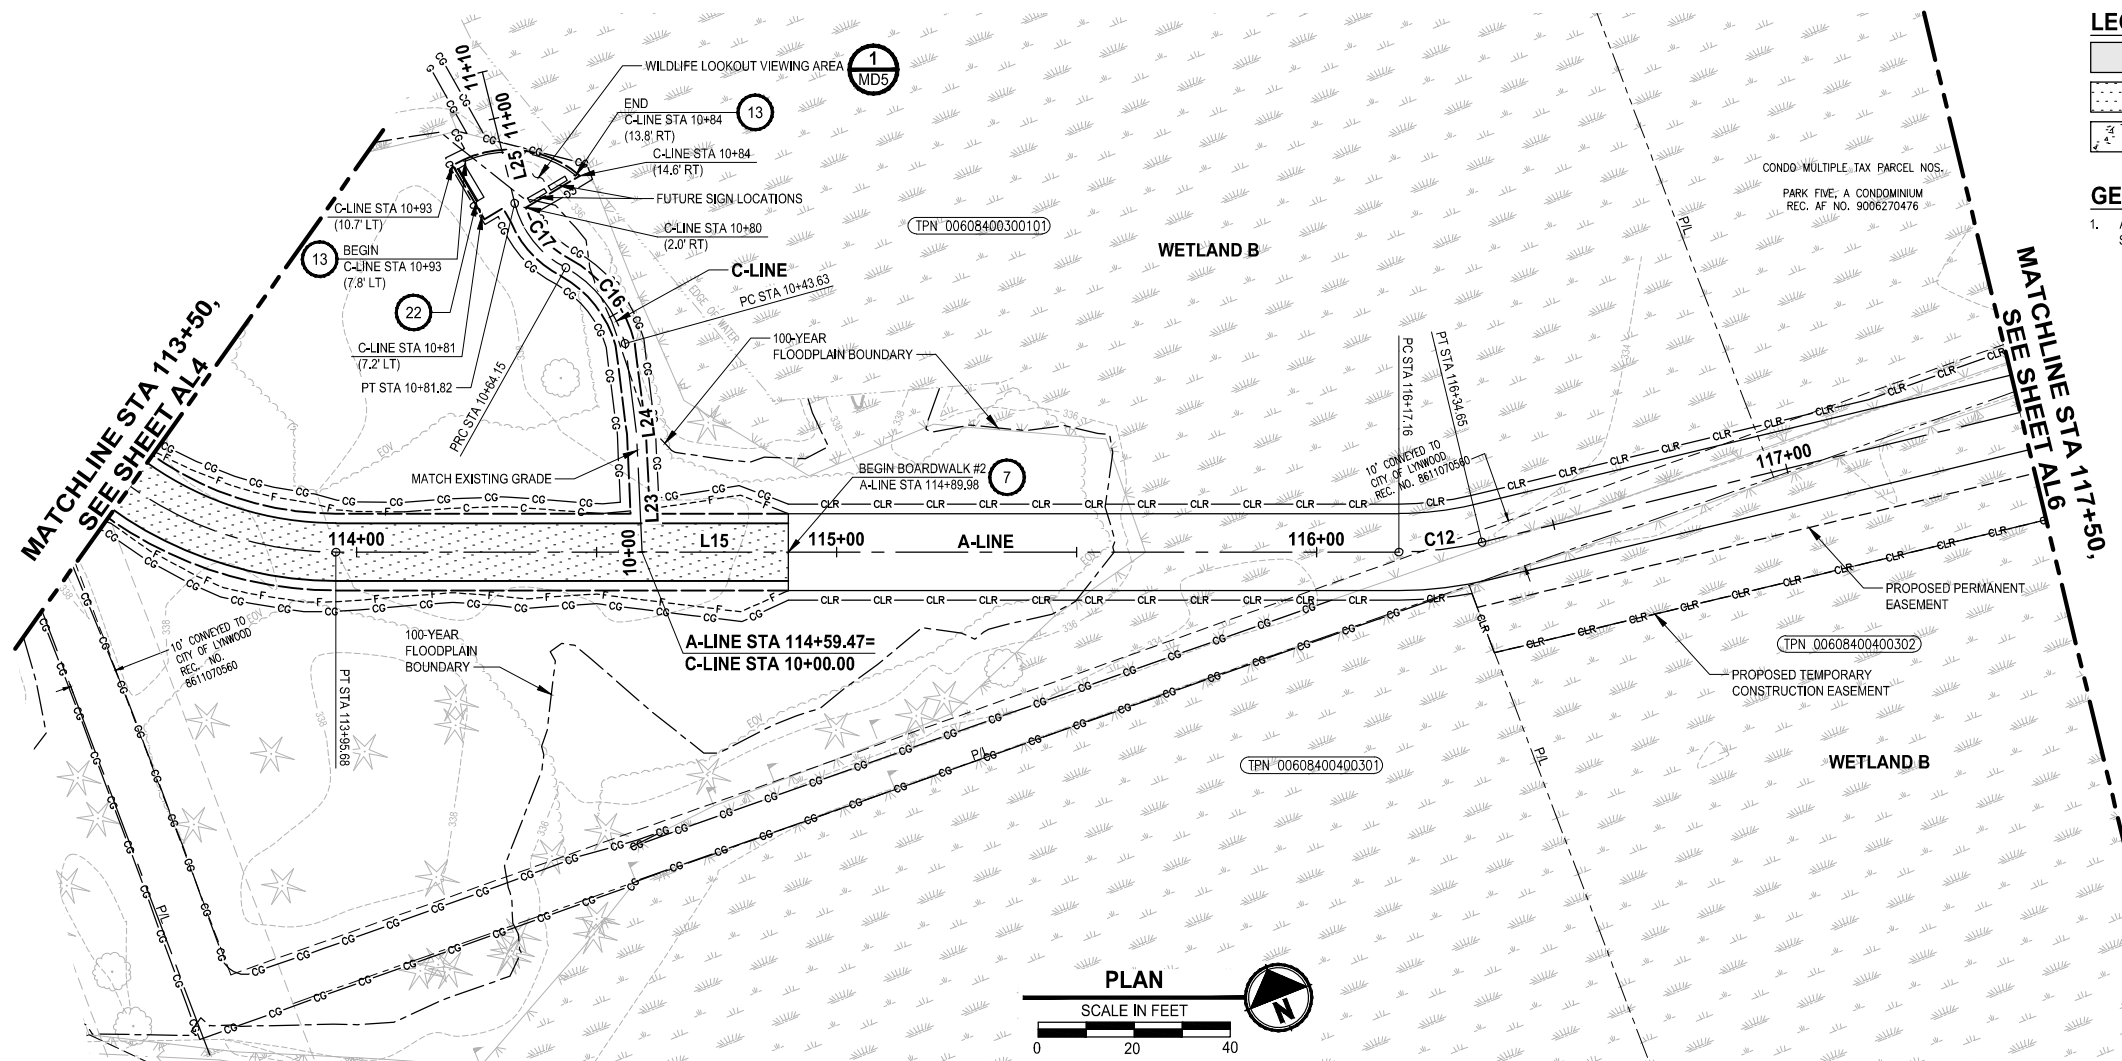 MATCHLINE STA 113+50,
SEE SHEET AL4
11+10
11+00
L25
WILDLIFE LOOKOUT VIEWING AREA
1
MD5
END
C-LINE STA 10+84
(13.8' RT)
13
C-LINE STA 10+84
(14.6' RT)
FUTURE SIGN LOCATIONS
C-LINE STA 10+80
(2.0' RT)
C-LINE STA 10+93
(10.7' LT)
13
BEGIN
C-LINE STA 10+93
(7.8' LT)
22
C-LINE STA 10+81
(7.2' LT)
PT STA 10+81.82
PRC STA 10+64.15
C17
C16
C-LINE
PC STA 10+43.63
EDGE OF WATER
100-YEAR
FLOODPLAIN BOUNDARY
L24
L23
MATCH EXISTING GRADE
BEGIN BOARDWALK #2
A-LINE STA 114+89.98
7
TPN 00608400300101
WETLAND B
CONDO MULTIPLE TAX PARCEL NOS.
PARK FIVE, A CONDOMINIUM
REC. AF NO. 9006270476
P/L
PC STA 116+17.16
PT STA 116+34.65
10' CONVEYED TO
CITY OF LYNWOOD
REC. NO. 8611070560
114+00
10+00
L15
115+00
A-LINE
116+00
C12
117+00
MATCHLINE STA 117+50,
SEE SHEET AL6
A-LINE STA 114+59.47=
C-LINE STA 10+00.00
100-YEAR
FLOODPLAIN
BOUNDARY
10' CONVEYED TO
CITY OF LYNWOOD
REC. NO.
8611070560
PT STA 113+95.68
PROPOSED PERMANENT
EASEMENT
TPN 00608400400302
PROPOSED TEMPORARY
CONSTRUCTION EASEMENT
WETLAND B
TPN 00608400400301
P/L
P/L
P/L
PLAN
SCALE IN FEET
0 20 40
N
1.